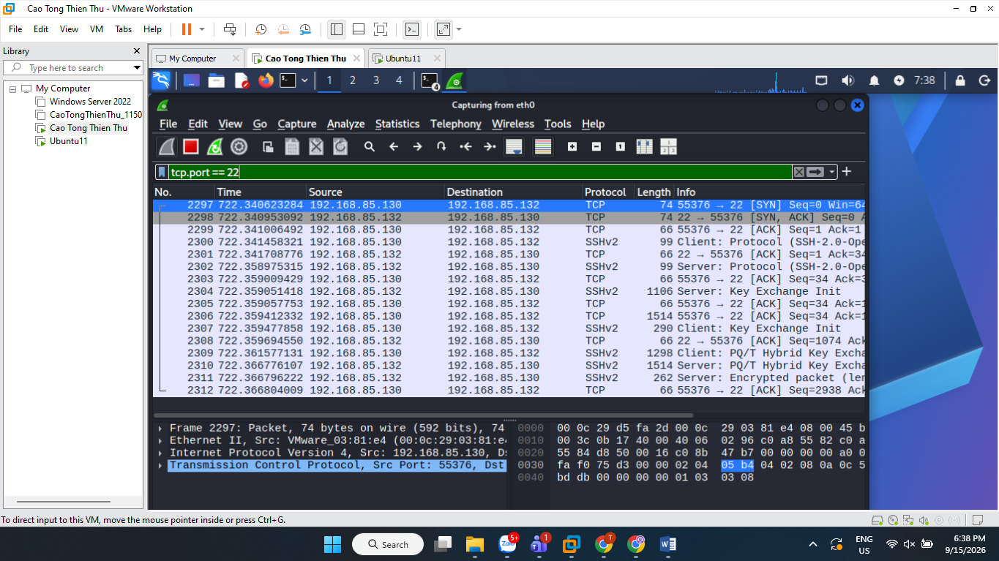 Cao Tong Thien Thu - VMware Workstation
File Edit View VM Tabs Help
Library
Type here to search
My Computer
Windows Server 2022
CaoTongThienThu_1150
Cao Tong Thien Thu
Ubuntu11
My Computer Cao Tong Thien Thu Ubuntu11
1 2 3 4 4 7:38
Capturing from eth0
File Edit View Go Capture Analyze Statistics Telephony Wireless Tools Help
tcp.port == 22
No. Time Source Destination Protocol Length Info
2297 722.340623284 192.168.85.130 192.168.85.132 TCP 74 55376 → 22 [SYN] Seq=0 Win=64
2298 722.340953092 192.168.85.132 192.168.85.130 TCP 74 22 → 55376 [SYN, ACK] Seq=0 A
2299 722.341006492 192.168.85.130 192.168.85.132 TCP 66 55376 → 22 [ACK] Seq=1 Ack=1
2300 722.341458321 192.168.85.130 192.168.85.132 SSHv2 99 Client: Protocol (SSH-2.0-Ope
2301 722.341708776 192.168.85.132 192.168.85.130 TCP 66 22 → 55376 [ACK] Seq=1 Ack=34
2302 722.358975315 192.168.85.132 192.168.85.130 SSHv2 99 Server: Protocol (SSH-2.0-Ope
2303 722.359009429 192.168.85.130 192.168.85.132 TCP 66 55376 → 22 [ACK] Seq=34 Ack=3
2304 722.359051418 192.168.85.132 192.168.85.130 SSHv2 1106 Server: Key Exchange Init
2305 722.359057753 192.168.85.130 192.168.85.132 TCP 66 55376 → 22 [ACK] Seq=34 Ack=1
2306 722.359412332 192.168.85.130 192.168.85.132 TCP 1514 55376 → 22 [ACK] Seq=34 Ack=1
2307 722.359477858 192.168.85.130 192.168.85.132 SSHv2 290 Client: Key Exchange Init
2308 722.359694550 192.168.85.132 192.168.85.130 TCP 66 22 → 55376 [ACK] Seq=1074 Ack
2309 722.361577131 192.168.85.130 192.168.85.132 SSHv2 1298 Client: PQ/T Hybrid Key Excha
2310 722.366776107 192.168.85.132 192.168.85.130 SSHv2 1514 Server: PQ/T Hybrid Key Excha
2311 722.366796222 192.168.85.132 192.168.85.130 SSHv2 262 Server: Encrypted packet (len
2312 722.366804009 192.168.85.130 192.168.85.132 TCP 66 55376 → 22 [ACK] Seq=2938 Ack
Frame 2297: Packet, 74 bytes on wire (592 bits), 74
Ethernet II, Src: VMware_03:81:e4 (00:0c:29:03:81:e4
Internet Protocol Version 4, Src: 192.168.85.130, Ds
Transmission Control Protocol, Src Port: 55376, Dst
0000 00 0c 29 d5 fa 2d 00 0c 29 03 81 e4 08 00 45 b
0010 00 3c 0b 17 40 00 40 06 02 96 c0 a8 55 82 c0 a
0020 55 84 d8 50 00 16 c0 8b 47 b7 00 00 00 00 a0 0
0030 fa f0 75 d3 00 00 02 04 05 b4 04 02 08 0a 0c 5
0040 bd db 00 00 00 00 01 03 03 08
To direct input to this VM, move the mouse pointer inside or press Ctrl+G.
Search
Zalo 5+ 1 T
ENG
US
6:38 PM
9/15/2026